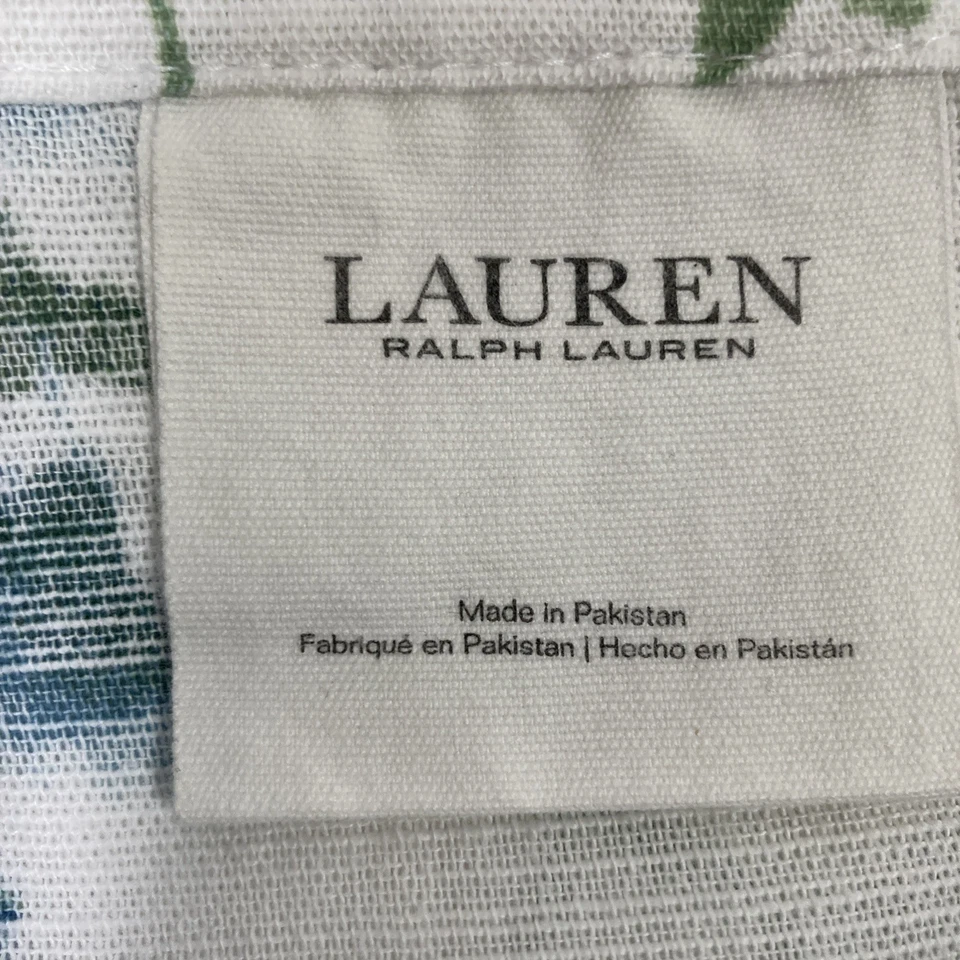 LAUREN
RALPH LAUREN
Made in Pakistan
Fabriqué en Pakistan | Hecho en Pakistán